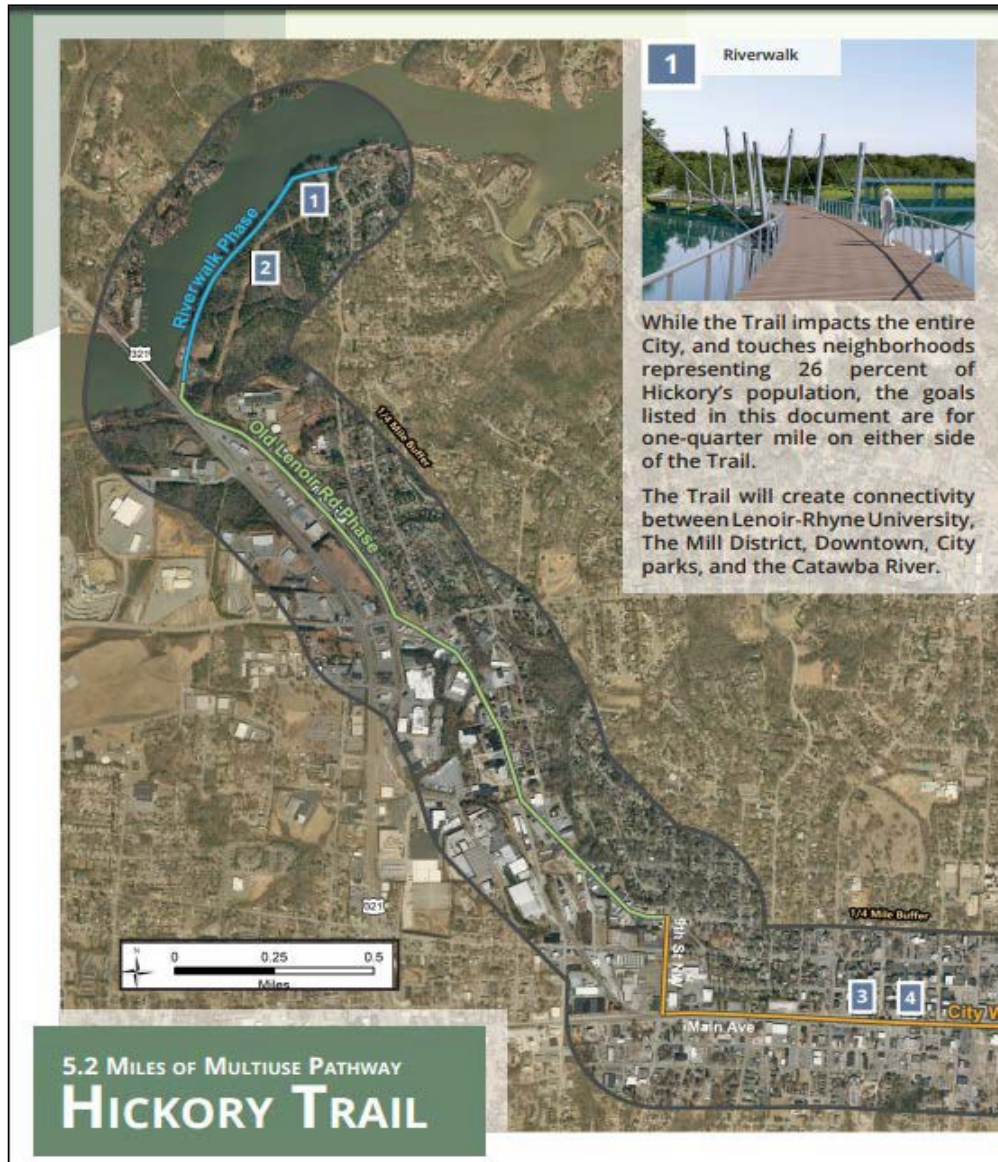 1
Riverwalk
While the Trail impacts the entire
City, and touches neighborhoods
representing 26 percent of
Hickory's population, the goals
listed in this document are for
one-quarter mile on either side
of the Trail.
The Trail will create connectivity
between Lenoir-Rhyne University,
The Mill District, Downtown, City
parks, and the Catawba River.
1
Riverwalk Phase
2
321
1/4 Mile Buffer
Old Lenoir Rd Phase
321
1/4 Mile Buffer
9th St NW
3
4
City W
Main Ave
N
0 0.25 0.5
Miles
5.2 Miles of Multiuse Pathway
Hickory Trail